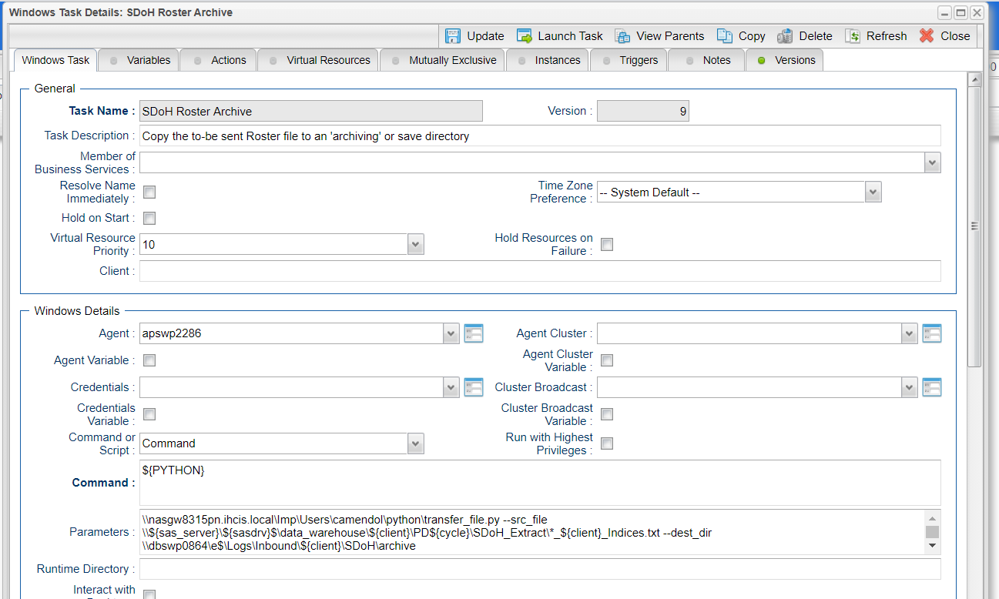 Windows Task Details: SDoH Roster Archive
Update Launch Task View Parents Copy Delete Refresh Close
Windows Task Variables Actions Virtual Resources Mutually Exclusive Instances Triggers Notes Versions
General
Task Name : SDoH Roster Archive Version : 9
Task Description : Copy the to-be sent Roster file to an 'archiving' or save directory
Member of
Business Services :
Resolve Name
Immediately :
Time Zone
Preference : -- System Default --
Hold on Start :
Virtual Resource
Priority : 10
Hold Resources on
Failure :
Client :
Windows Details
Agent : apswp2286 Agent Cluster :
Agent Variable :
Agent Cluster
Variable :
Credentials : Cluster Broadcast :
Credentials
Variable :
Cluster Broadcast
Variable :
Command or
Script : Command
Run with Highest
Privileges :
Command : ${PYTHON}
Parameters : \\nasgw8315pn.ihcis.local\Imp\Users\camendol\python\transfer_file.py --src_file
\\${sas_server}\${sasdrv}$\data_warehouse\${client}\PD${cycle}\SDoH_Extract\*_${client}_Indices.txt --dest_dir
\\dbswp0864\e$\Logs\Inbound\${client}\SDoH\archive
Runtime Directory :
Interact with